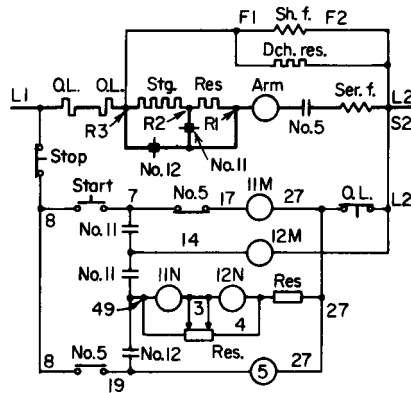 F1 Sh. f. F2
Dch. res.
L1 O.L. O.L. Stg. Res Arm Ser. f. L2
R3 R2 R1 No.5 S2
No.12 No.11
Stop
Start 7 No.5 17 11M 27 O.L. L2
8
No.11 14 12M
No.11 11N 12N Res
49 3 4 27
Res.
8 No.5 No.12
19 5 27